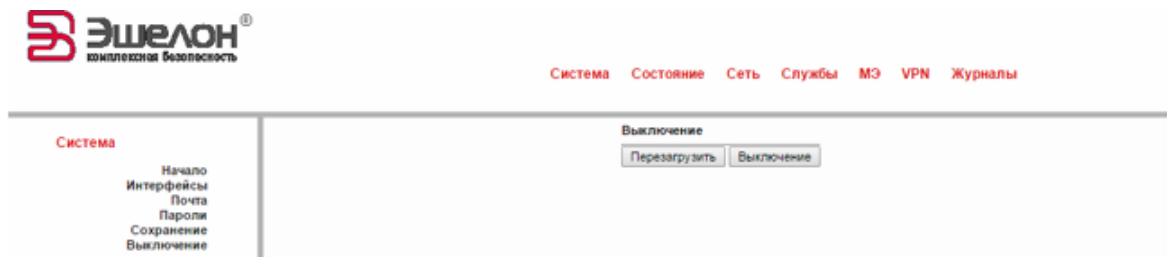 Эшелон®
комплексная безопасность
Система Состояние Сеть Службы МЭ VPN Журналы
Система
Начало
Интерфейсы
Почта
Пароли
Сохранение
Выключение
Выключение
Перезагрузить Выключение